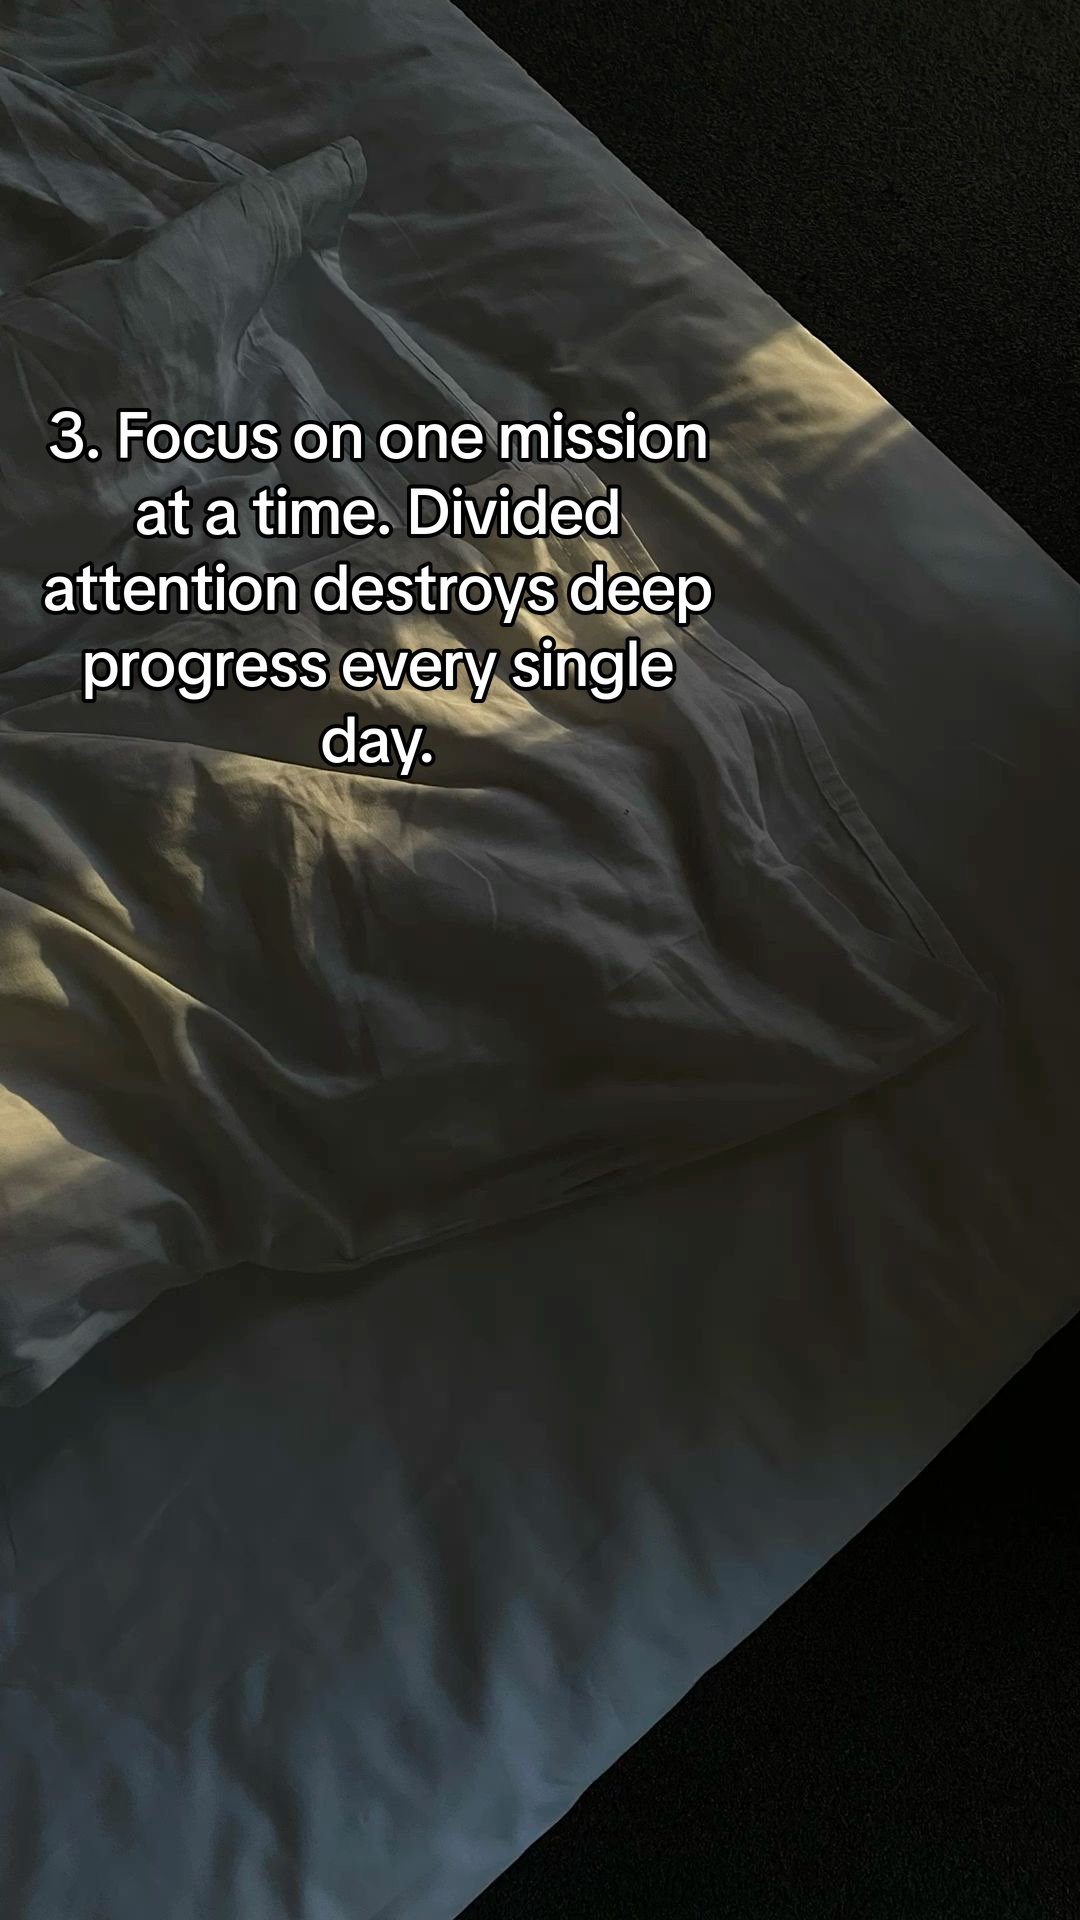 3. Focus on one mission
at a time. Divided
attention destroys deep
progress every single
day.